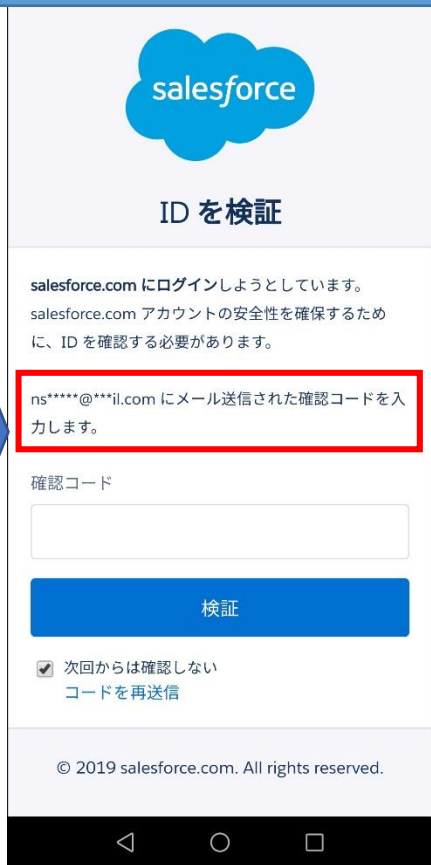 salesforce
ID を検証
salesforce.com にログインしようとしています。
salesforce.com アカウントの安全性を確保するため
に、ID を確認する必要があります。
ns*****@***il.com にメール送信された確認コードを入
力します。
確認コード
検証
次回からは確認しない
コードを再送信
© 2019 salesforce.com. All rights reserved.